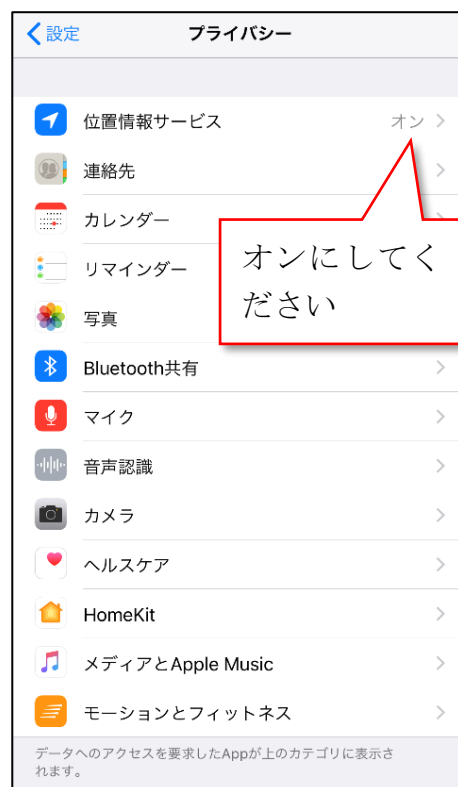 設定
プライバシー
位置情報サービス オン
連絡先
カレンダー
オンにしてく
ださい
リマインダー
写真
Bluetooth共有
マイク
音声認識
カメラ
ヘルスケア
HomeKit
メディアとApple Music
モーションとフィットネス
データへのアクセスを要求したAppが上のカテゴリに表示さ
れます。